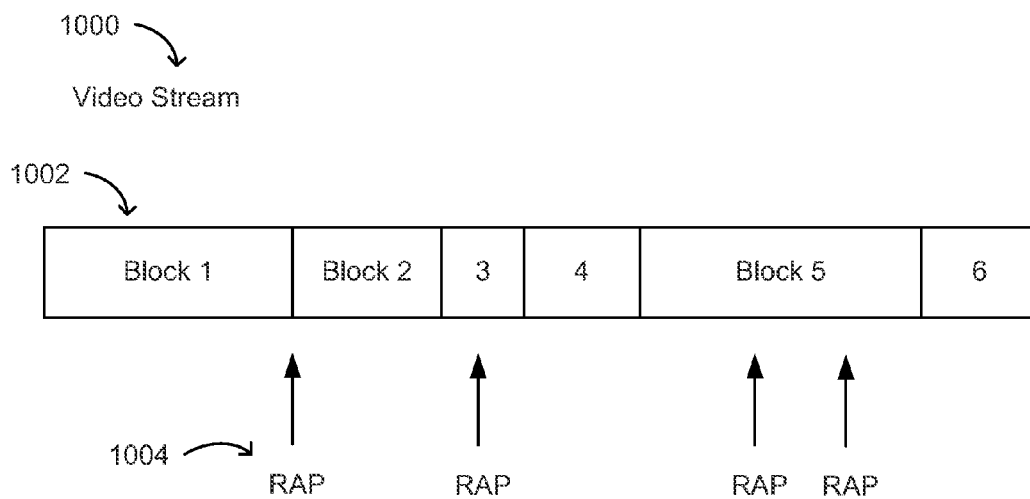 1000
Video Stream
1002
Block 1 Block 2 3 4 Block 5 6
1004
RAP RAP RAP RAP